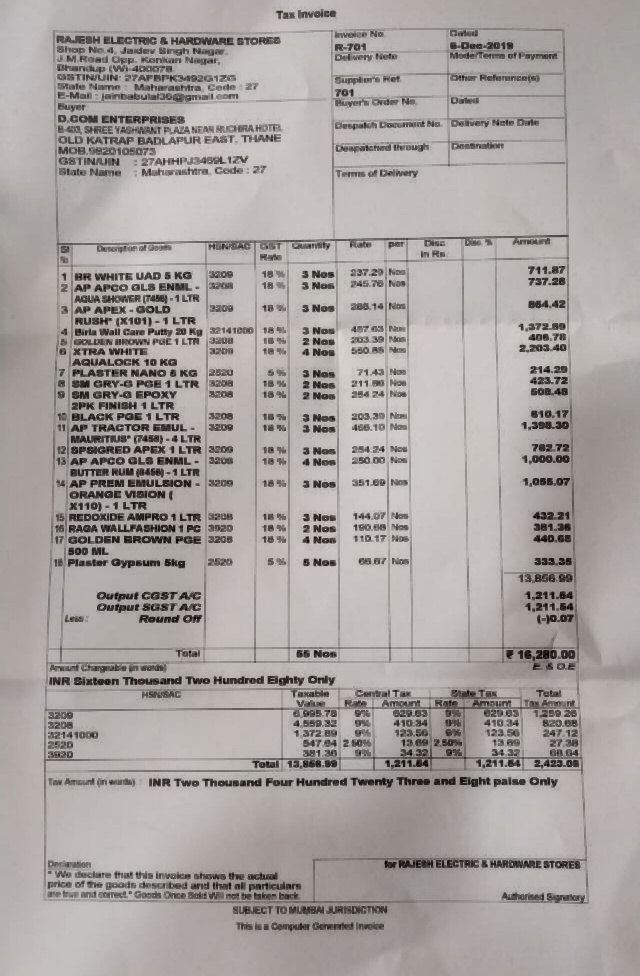 Tax Invoice
RAJESH ELECTRIC & HARDWARE STORES
Shop No.4, Jaidev Singh Nagar,
J.M.Road Opp. Konkan Nagar,
Bhandup (W)-400078.
GSTIN/UIN: 27AFBPK3492G1ZG
State Name : Maharashtra, Code : 27
E-Mail : jainbabulal36@gmail.com
Invoice No. Dated
R-701 6-Dec-2019
Delivery Note Mode/Terms of Payment
Supplier's Ref. Other Reference(s)
701
Buyer
D.COM ENTERPRISES
B-403, SHREE YASHWANT PLAZA NEAR RUCHIRA HOTEL
OLD KATRAP BADLAPUR EAST, THANE
MOB.9820105073
GSTIN/UIN : 27AHHPJ3469L1ZV
State Name : Maharashtra, Code : 27
Buyer's Order No. Dated
Despatch Document No. Delivery Note Date
Despatched through Destination
Terms of Delivery
Sl No Description of Goods HSN/SAC GST Rate Quantity Rate per Disc in Rs. Disc % Amount
1 BR WHITE UAD 5 KG 3209 18 % 3 Nos 237.29 Nos 711.87
2 AP APCO GLS ENML - 3208 18 % 3 Nos 245.76 Nos 737.28
AQUA SHOWER (7456) - 1 LTR
3 AP APEX - GOLD 3209 18 % 3 Nos 288.14 Nos 864.42
RUSH* (X101) - 1 LTR
4 Birla Wall Care Putty 20 Kg 32141000 18 % 3 Nos 457.63 Nos 1,372.89
5 GOLDEN BROWN PGE 1 LTR 3208 18 % 2 Nos 203.39 Nos 406.78
6 XTRA WHITE 3209 18 % 4 Nos 550.85 Nos 2,203.40
AQUALOCK 10 KG
7 PLASTER NANO 5 KG 2520 5 % 3 Nos 71.43 Nos 214.29
8 SM GRY-G PGE 1 LTR 3208 18 % 2 Nos 211.86 Nos 423.72
9 SM GRY-G EPOXY 3208 18 % 2 Nos 254.24 Nos 508.48
2PK FINISH 1 LTR
10 BLACK PGE 1 LTR 3208 18 % 3 Nos 203.39 Nos 610.17
11 AP TRACTOR EMUL - 3209 18 % 3 Nos 466.10 Nos 1,398.30
MAURITIUS* (7458) - 4 LTR
12 SPSIGRED APEX 1 LTR 3209 18 % 3 Nos 254.24 Nos 762.72
13 AP APCO GLS ENML - 3208 18 % 4 Nos 250.00 Nos 1,000.00
BUTTER RUM (8456) - 1 LTR
14 AP PREM EMULSION - 3209 18 % 3 Nos 351.69 Nos 1,055.07
ORANGE VISION (
X110) - 1 LTR
15 REDOXIDE AMPRO 1 LTR 3208 18 % 3 Nos 144.07 Nos 432.21
16 RAGA WALLFASHION 1 PC 3920 18 % 2 Nos 190.68 Nos 381.36
17 GOLDEN BROWN PGE 3208 18 % 4 Nos 110.17 Nos 440.68
500 ML
18 Plaster Gypsum 5kg 2520 5 % 5 Nos 66.67 Nos 333.35
13,856.99
Output CGST A/C 1,211.54
Output SGST A/C 1,211.54
Less : Round Off (-)0.07
Total 55 Nos ₹ 16,280.00
Amount Chargeable (in words) E. & O.E
INR Sixteen Thousand Two Hundred Eighty Only
HSN/SAC Taxable Value Central Tax Rate Amount State Tax Rate Amount Total Tax Amount
3209 6,995.78 9% 629.63 9% 629.63 1,259.26
3208 4,559.32 9% 410.34 9% 410.34 820.68
32141000 1,372.89 9% 123.56 9% 123.56 247.12
2520 547.64 2.50% 13.69 2.50% 13.69 27.38
3920 381.36 9% 34.32 9% 34.32 68.64
Total 13,856.99 1,211.54 1,211.54 2,423.08
Tax Amount (in words) : INR Two Thousand Four Hundred Twenty Three and Eight paise Only
Declaration
" We declare that this invoice shows the actual
price of the goods described and that all particulars
are true and correct." Goods Once Sold Will not be taken back.
for RAJESH ELECTRIC & HARDWARE STORES
Authorised Signatory
SUBJECT TO MUMBAI JURISDICTION
This is a Computer Generated Invoice